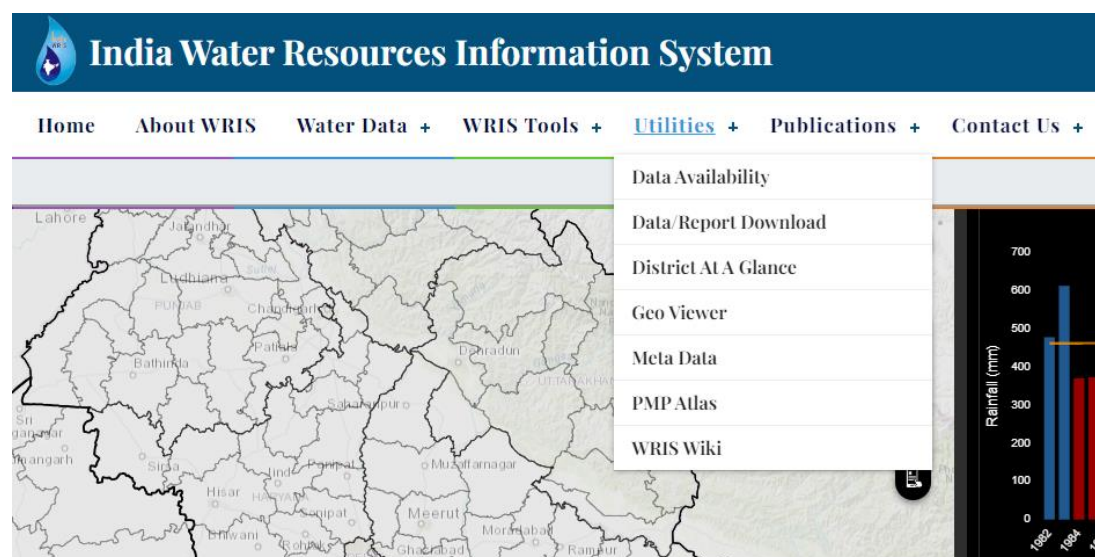 India Water Resources Information System
Home About WRIS Water Data + WRIS Tools + Utilities + Publications + Contact Us +
Data Availability
Data/Report Download
District At A Glance
Geo Viewer
Meta Data
PMP Atlas
WRIS Wiki
Lahore
Jalandhar
Ludhiana
PUNJAB
Chandigarh
Patiala
Bathinda
Dehradun
UTTARAKHA
Saharanpur
Sri
ganagar
Sirsa
Jind
Panipat
Muzaffarnagar
Hisar
HARYANA
Sonipat
Meerut
Moradabad
Bhiwani
Rohtak
Ghaziabad
Rampur
Rainfall (mm)
700
600
500
400
300
200
100
0
1982
1984